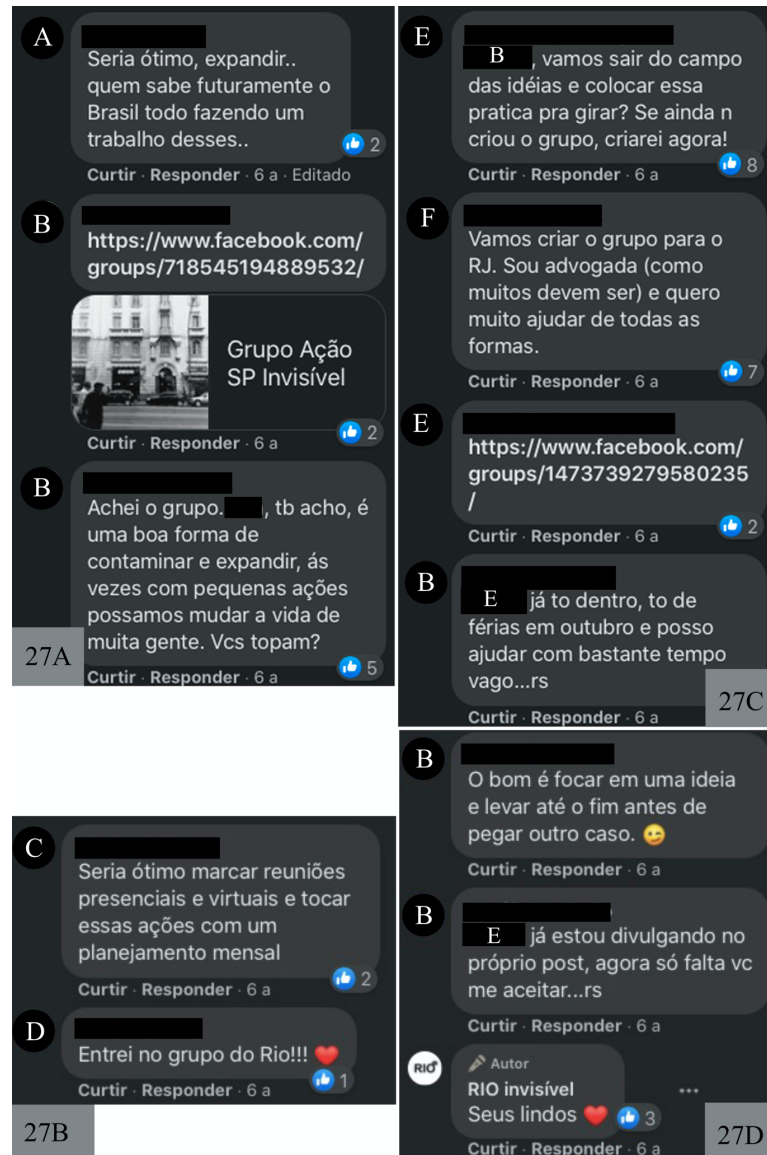 A
Seria ótimo, expandir..
quem sabe futuramente o
Brasil todo fazendo um
trabalho desses..
2
Curtir · Responder · 6 a · Editado
B
https://www.facebook.com/
groups/718545194889532/
Grupo Ação
SP Invisível
2
Curtir · Responder · 6 a
B
Achei o grupo. , tb acho, é
uma boa forma de
contaminar e expandir, ás
vezes com pequenas ações
possamos mudar a vida de
muita gente. Vcs topam?
5
Curtir · Responder · 6 a
27A
C
Seria ótimo marcar reuniões
presenciais e virtuais e tocar
essas ações com um
planejamento mensal
2
Curtir · Responder · 6 a
D
Entrei no grupo do Rio!!! ❤️
1
Curtir · Responder · 6 a
27B
E
B , vamos sair do campo
das idéias e colocar essa
pratica pra girar? Se ainda n
criou o grupo, criarei agora!
8
Curtir · Responder · 6 a
F
Vamos criar o grupo para o
RJ. Sou advogada (como
muitos devem ser) e quero
muito ajudar de todas as
formas.
7
Curtir · Responder · 6 a
E
https://www.facebook.com/
groups/1473739279580235
/
2
Curtir · Responder · 6 a
B
E já to dentro, to de
férias em outubro e posso
ajudar com bastante tempo
vago...rs
Curtir · Responder · 6 a
27C
B
O bom é focar em uma ideia
e levar até o fim antes de
pegar outro caso. 😉
Curtir · Responder · 6 a
B
E já estou divulgando no
próprio post, agora só falta vc
me aceitar...rs
Curtir · Responder · 6 a
RIO
Autor
RIO invisível
Seus lindos ❤️ 3
Curtir · Responder · 6 a
27D